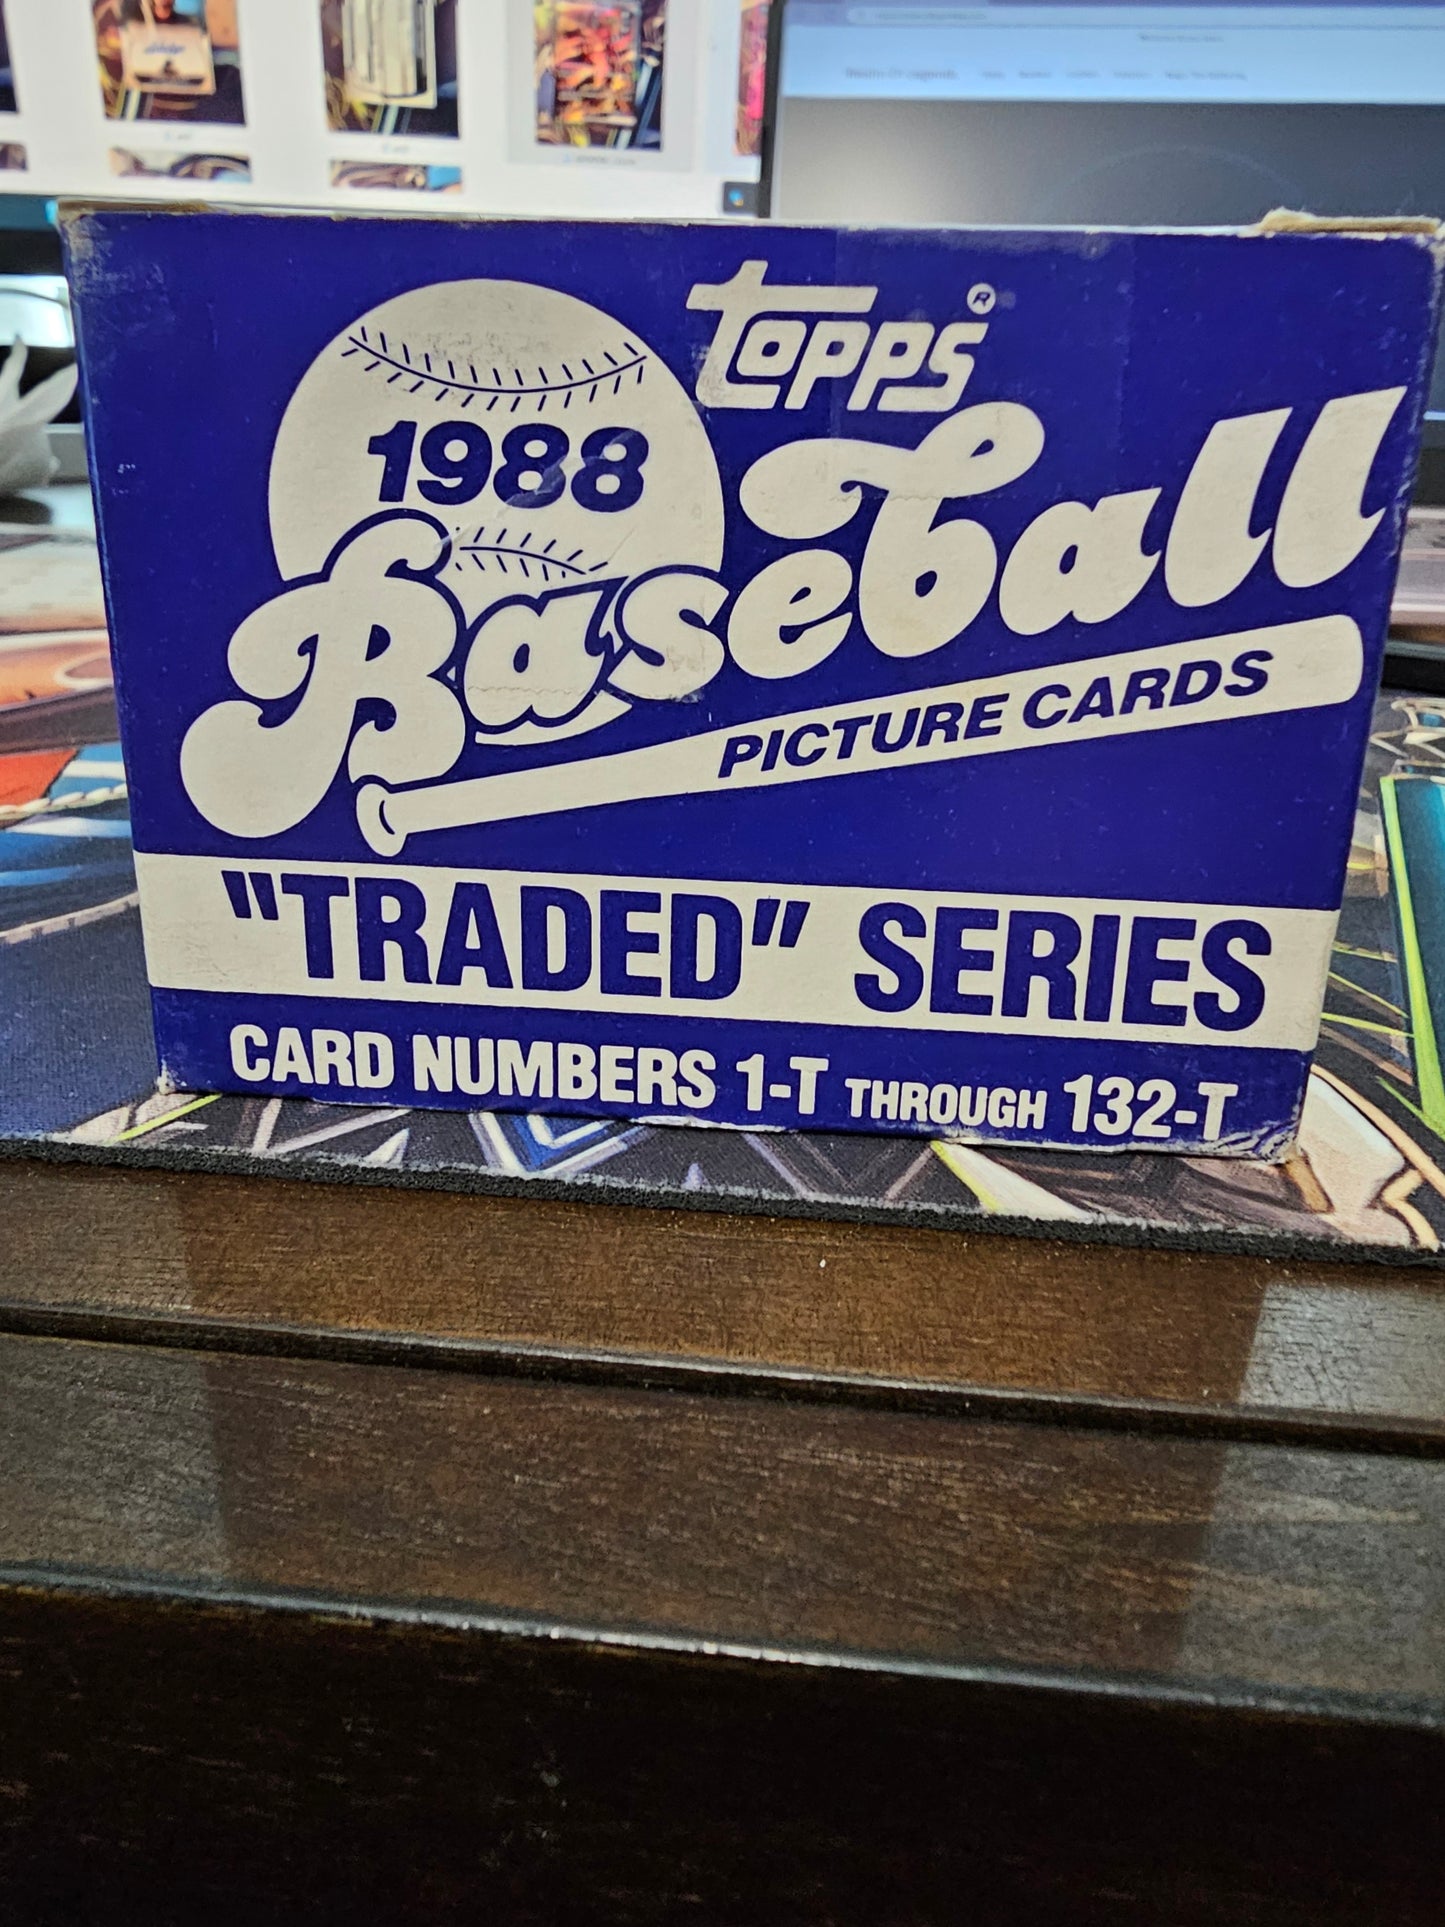 topps®
1988
Baseball
PICTURE CARDS
"TRADED" SERIES
CARD NUMBERS 1-T THROUGH 132-T